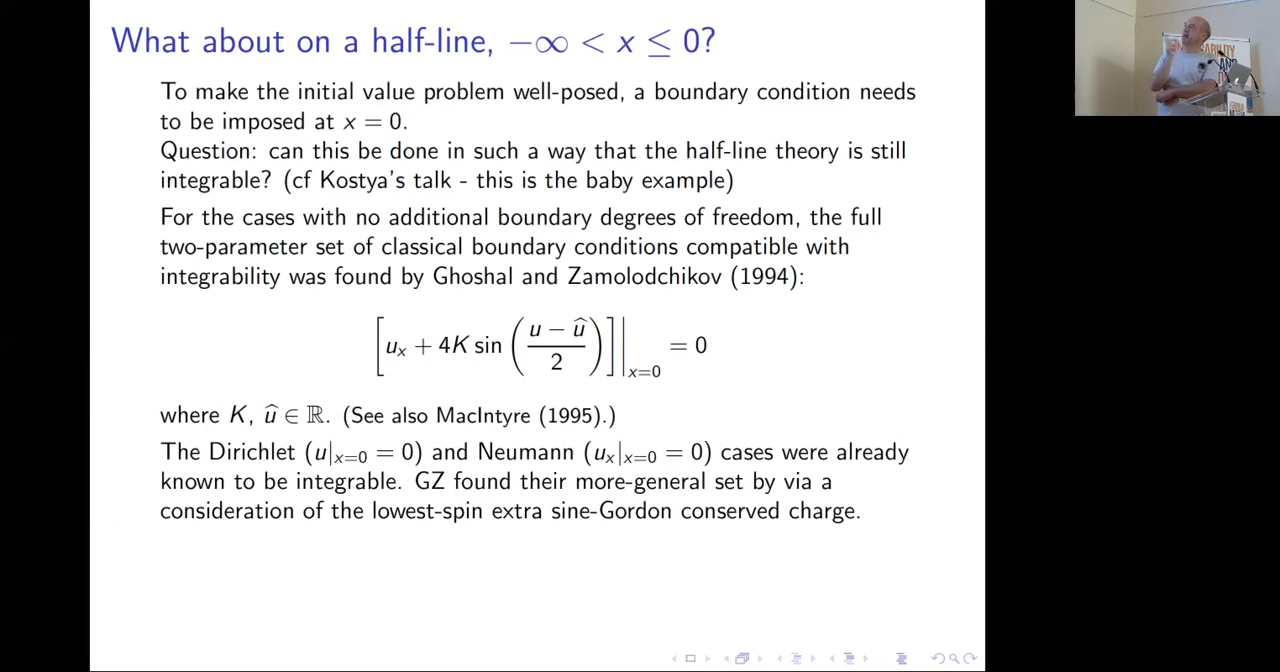 What about on a half-line, −∞ < x ≤ 0?
To make the initial value problem well-posed, a boundary condition needs
to be imposed at x = 0.
Question: can this be done in such a way that the half-line theory is still
integrable? (cf Kostya's talk - this is the baby example)
For the cases with no additional boundary degrees of freedom, the full
two-parameter set of classical boundary conditions compatible with
integrability was found by Ghoshal and Zamolodchikov (1994):
[uₓ + 4K sin((u − û)/2)]|ₓ₌₀ = 0
where K, û ∈ ℝ. (See also MacIntyre (1995).)
The Dirichlet (u|ₓ₌₀ = 0) and Neumann (uₓ|ₓ₌₀ = 0) cases were already
known to be integrable. GZ found their more-general set by via a
consideration of the lowest-spin extra sine-Gordon conserved charge.